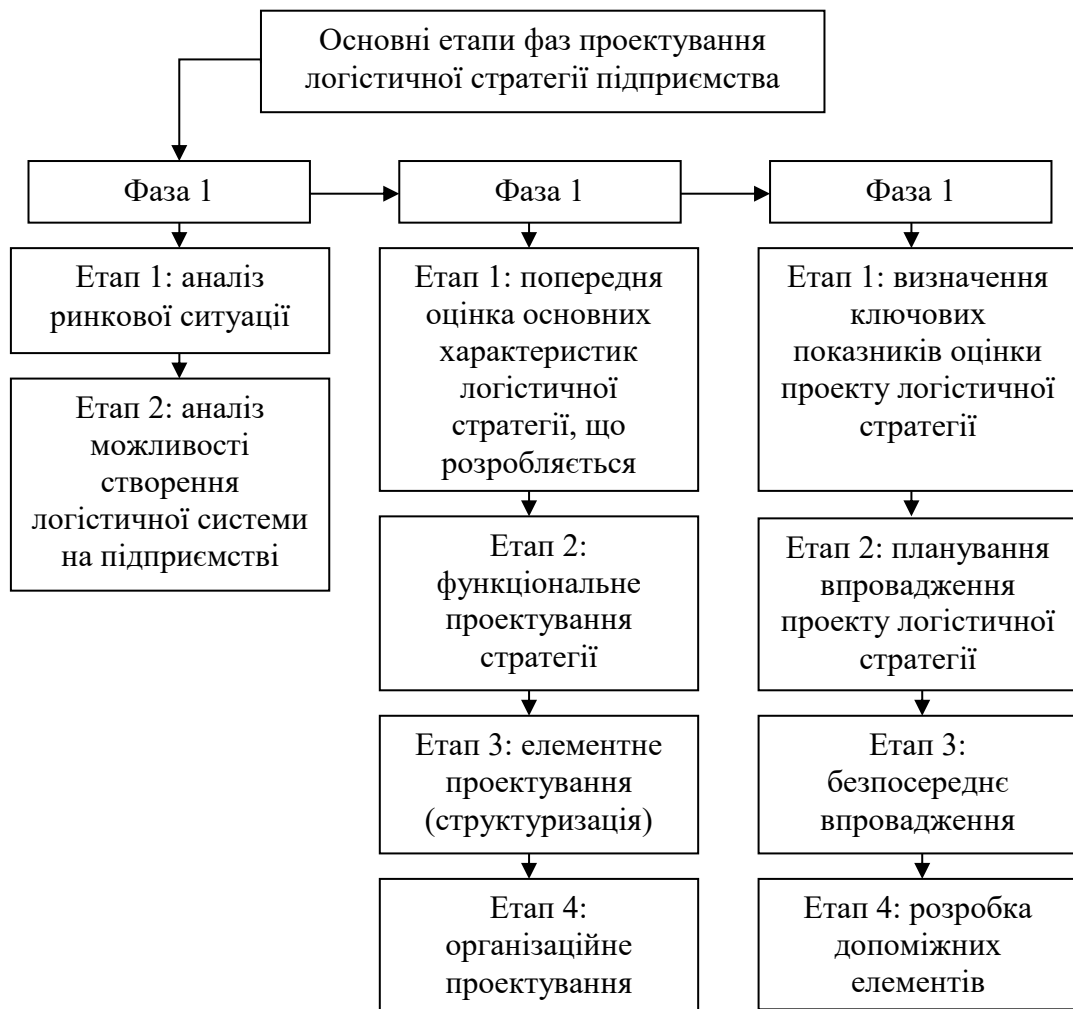 Основні етапи фаз проектування
логістичної стратегії підприємства
Фаза 1
Етап 1: аналіз
ринкової ситуації
Етап 2: аналіз
можливості
створення
логістичної системи
на підприємстві
Фаза 1
Етап 1: попередня
оцінка основних
характеристик
логістичної
стратегії, що
розробляється
Етап 2:
функціональне
проектування
стратегії
Етап 3: елементне
проектування
(структуризація)
Етап 4:
організаційне
проектування
Фаза 1
Етап 1: визначення
ключових
показників оцінки
проекту логістичної
стратегії
Етап 2: планування
впровадження
проекту логістичної
стратегії
Етап 3:
безпосереднє
впровадження
Етап 4: розробка
допоміжних
елементів